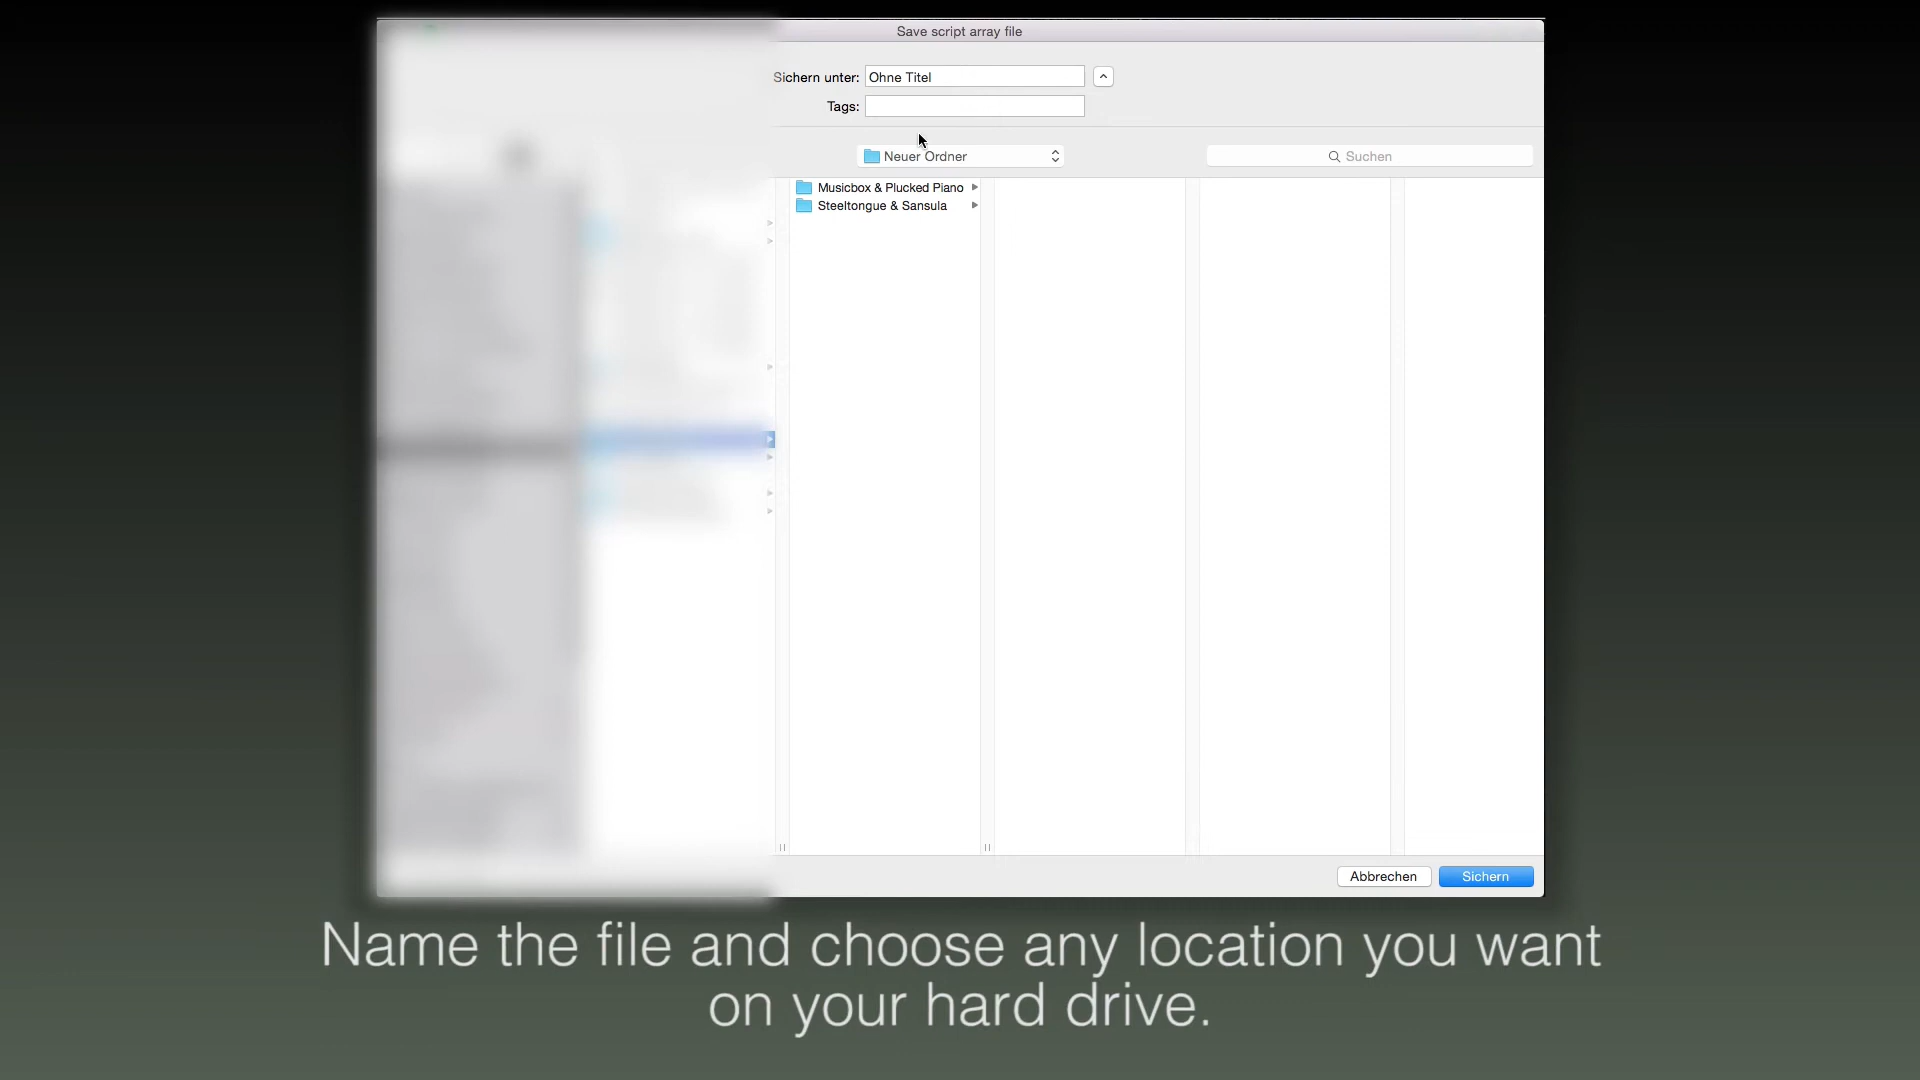 Save script array file
Sichern unter: Ohne Titel
Tags:
Neuer Ordner
Suchen
Musicbox & Plucked Piano
Steeltongue & Sansula
Abbrechen
Sichern
Name the file and choose any location you want
on your hard drive.